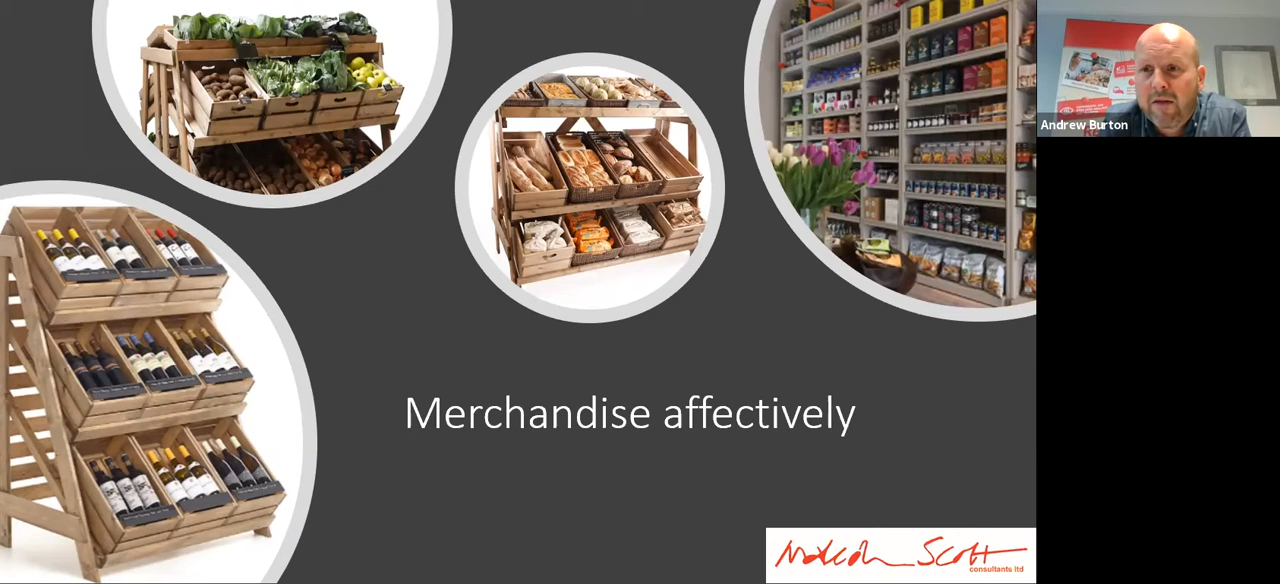 Andrew Burton
Merchandise affectively
Malcolm Scott
consultants ltd